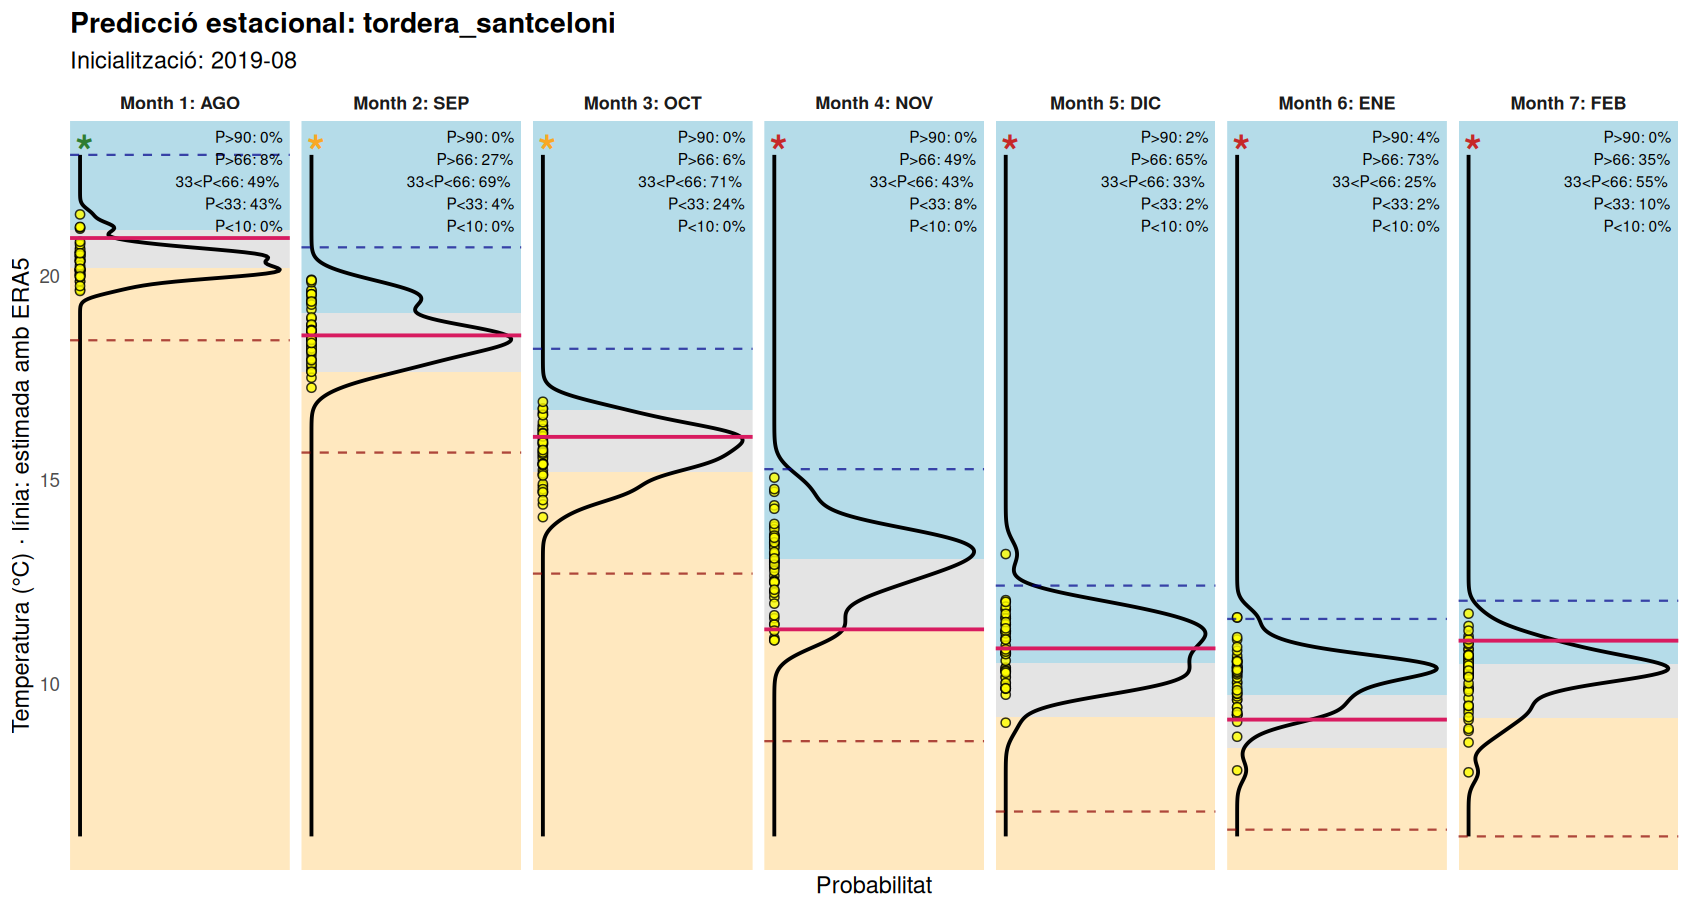 Predicció estacional: tordera_santceloni
Inicialització: 2019-08
Month 1: AGO
Month 2: SEP
Month 3: OCT
Month 4: NOV
Month 5: DIC
Month 6: ENE
Month 7: FEB
*
P>90: 0%
P>66: 8%
33<P<66: 49%
P<33: 43%
P<10: 0%
*
P>90: 0%
P>66: 27%
33<P<66: 69%
P<33: 4%
P<10: 0%
*
P>90: 0%
P>66: 6%
33<P<66: 71%
P<33: 24%
P<10: 0%
*
P>90: 0%
P>66: 49%
33<P<66: 43%
P<33: 8%
P<10: 0%
*
P>90: 2%
P>66: 65%
33<P<66: 33%
P<33: 2%
P<10: 0%
*
P>90: 4%
P>66: 73%
33<P<66: 25%
P<33: 2%
P<10: 0%
*
P>90: 0%
P>66: 35%
33<P<66: 55%
P<33: 10%
P<10: 0%
Temperatura (°C) · línia: estimada amb ERA5
20
15
10
Probabilitat